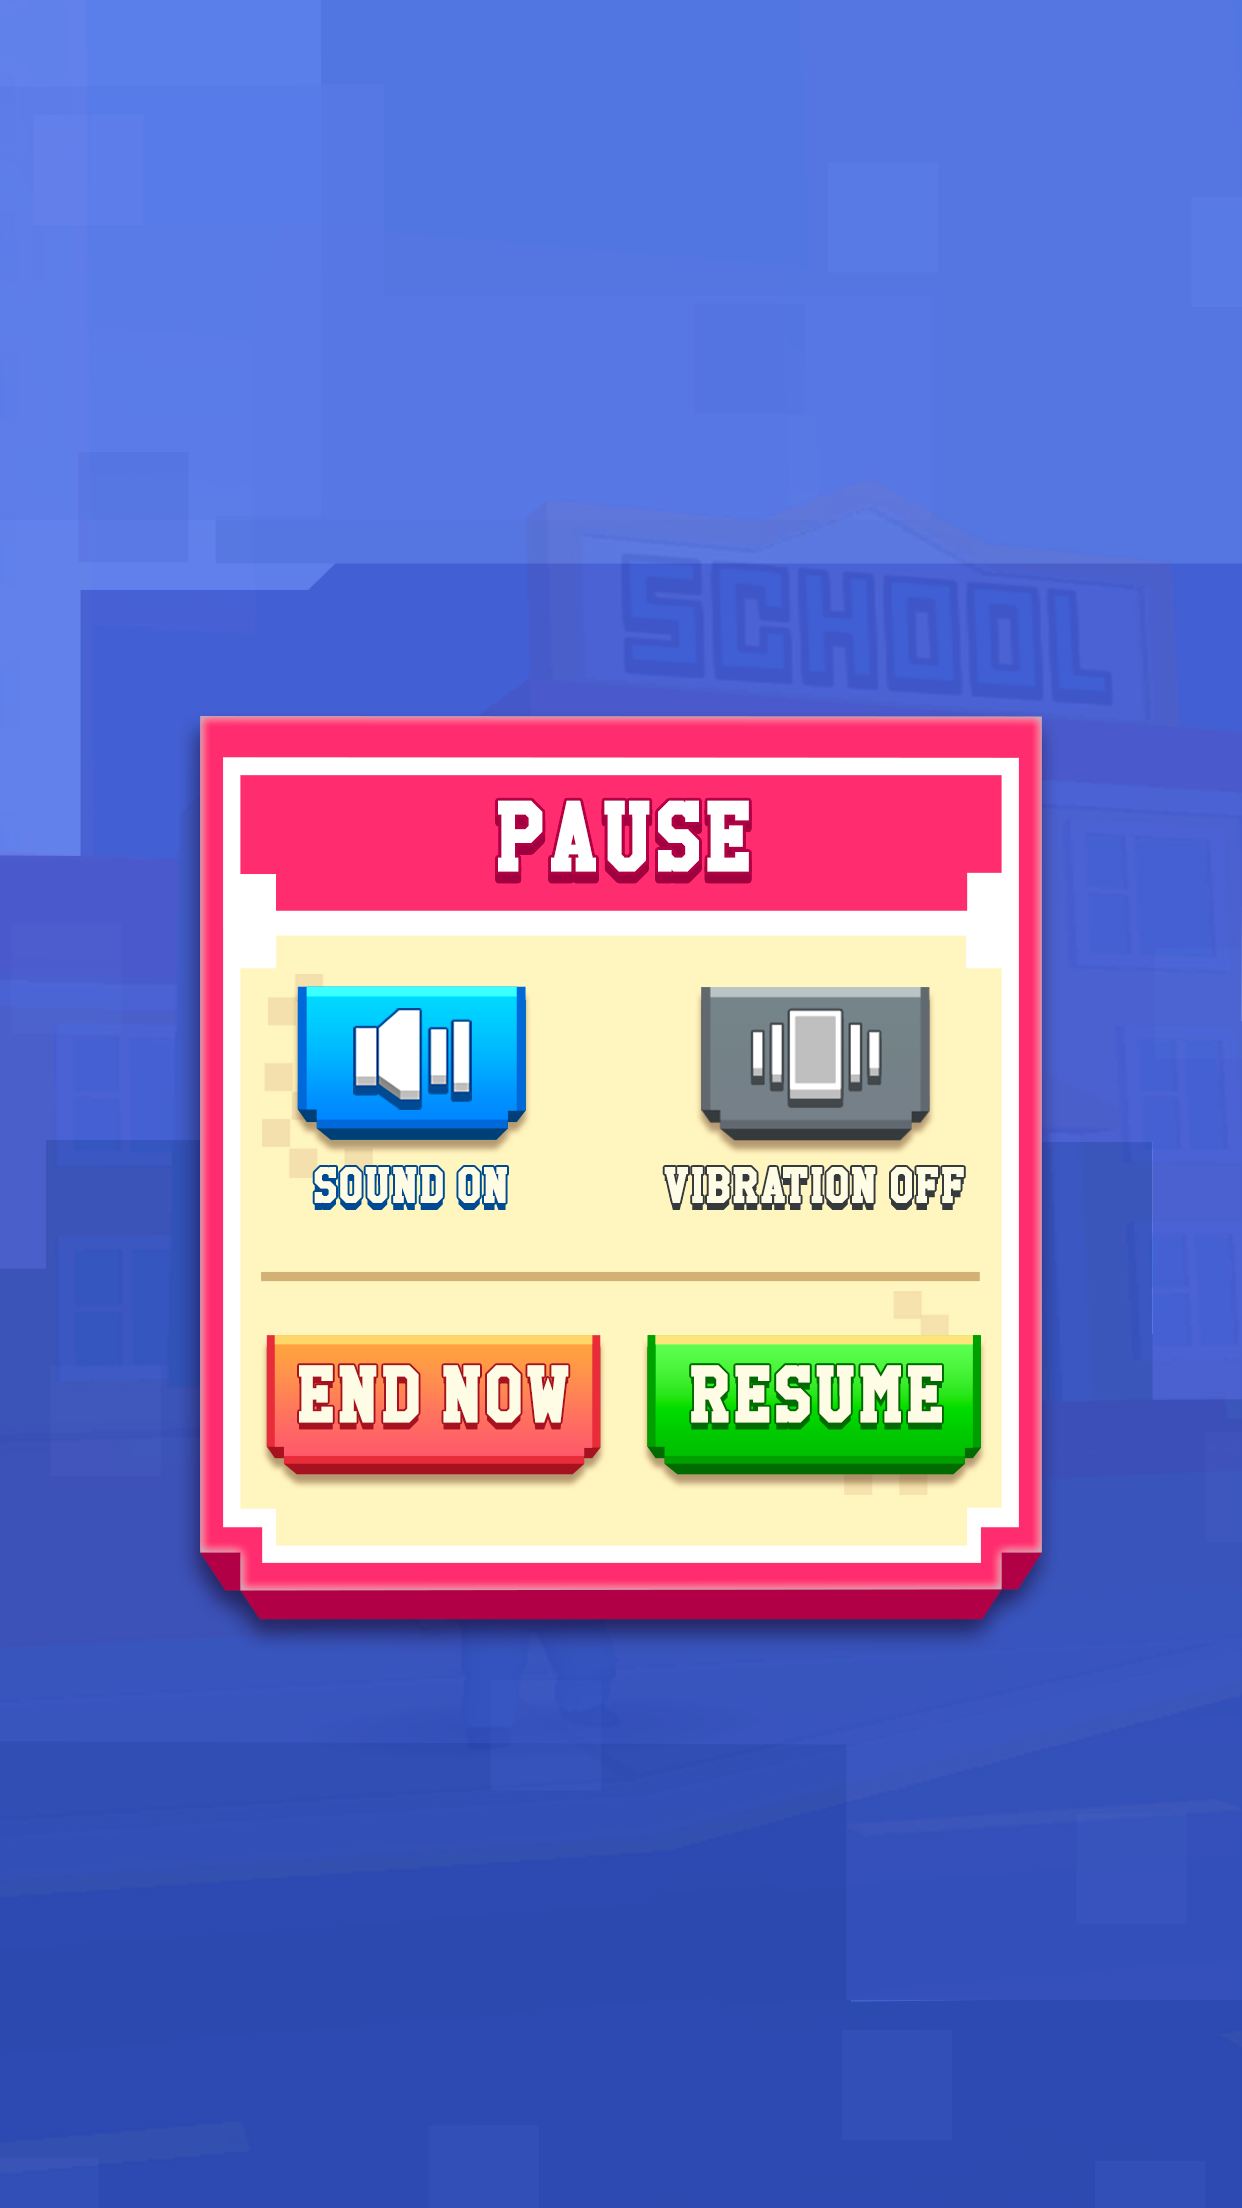 SCHOOL
PAUSE
SOUND ON
VIBRATION OFF
END NOW
RESUME